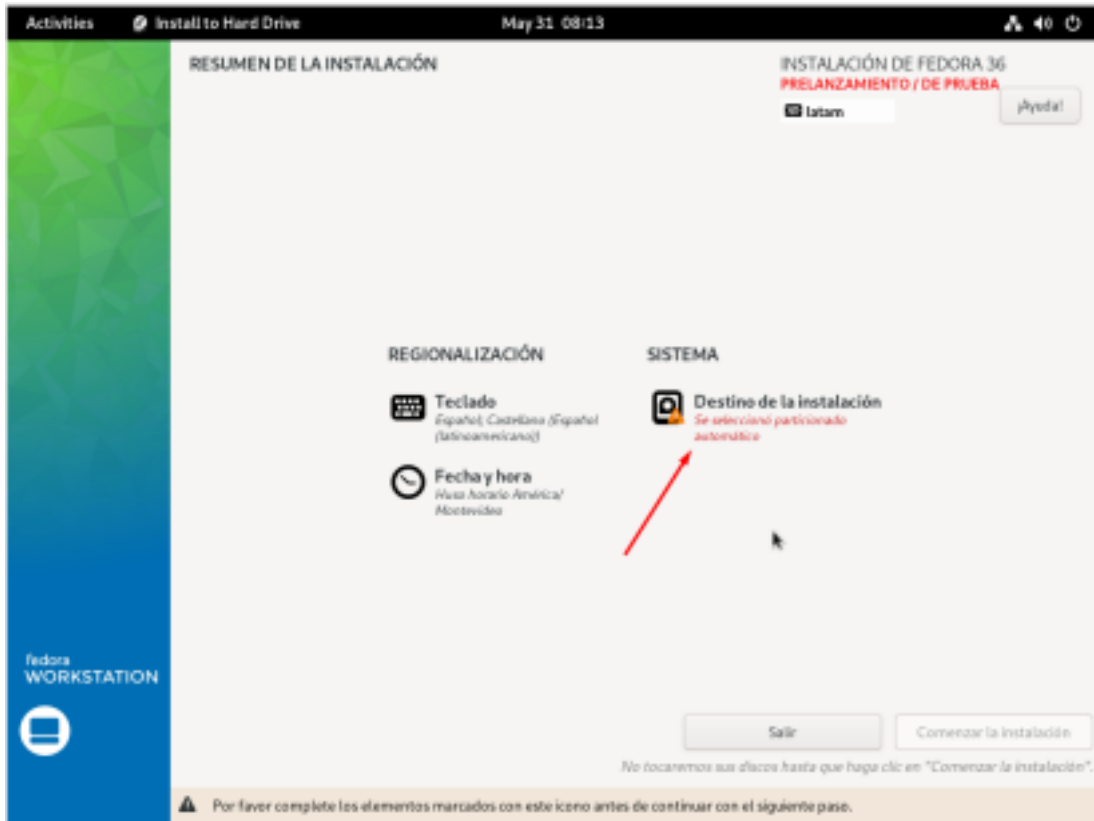 Activities Install to Hard Drive May 31 08:13
RESUMEN DE LA INSTALACIÓN
INSTALACIÓN DE FEDORA 36
PRELANZAMIENTO / DE PRUEBA
latam
¡Ayuda!
REGIONALIZACIÓN
Teclado
Español; Castellano (Español
(latinoamericano))
Fecha y hora
Huso horario América/
Montevideo
SISTEMA
Destino de la instalación
Se seleccionó particionado
automático
fedora
WORKSTATION
Salir
Comenzar la instalación
No tocaremos sus discos hasta que haga clic en "Comenzar la instalación".
Por favor complete los elementos marcados con este icono antes de continuar con el siguiente paso.